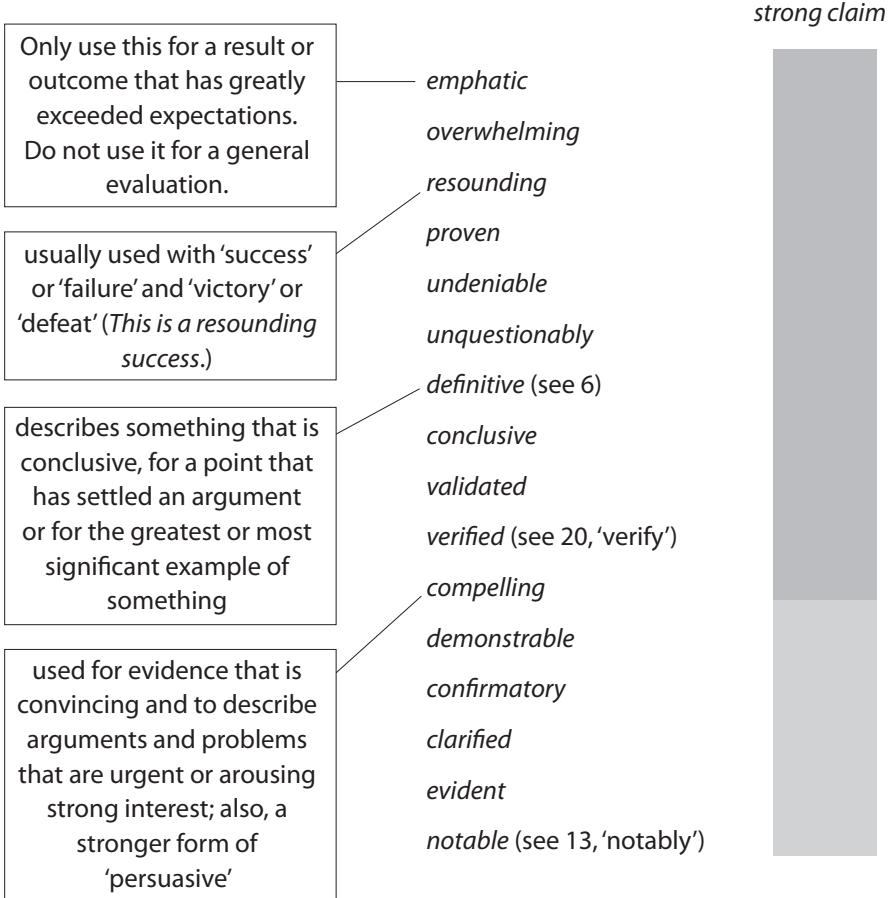 strong claim
Only use this for a result or
outcome that has greatly
exceeded expectations.
Do not use it for a general
evaluation.
usually used with ‘success’
or ‘failure’ and ‘victory’ or
‘defeat’ (This is a resounding
success.)
describes something that is
conclusive, for a point that
has settled an argument
or for the greatest or most
significant example of
something
used for evidence that is
convincing and to describe
arguments and problems
that are urgent or arousing
strong interest; also, a
stronger form of
‘persuasive’
emphatic
overwhelming
resounding
proven
undeniable
unquestionably
definitive (see 6)
conclusive
validated
verified (see 20, ‘verify’)
compelling
demonstrable
confirmatory
clarified
evident
notable (see 13, ‘notably’)